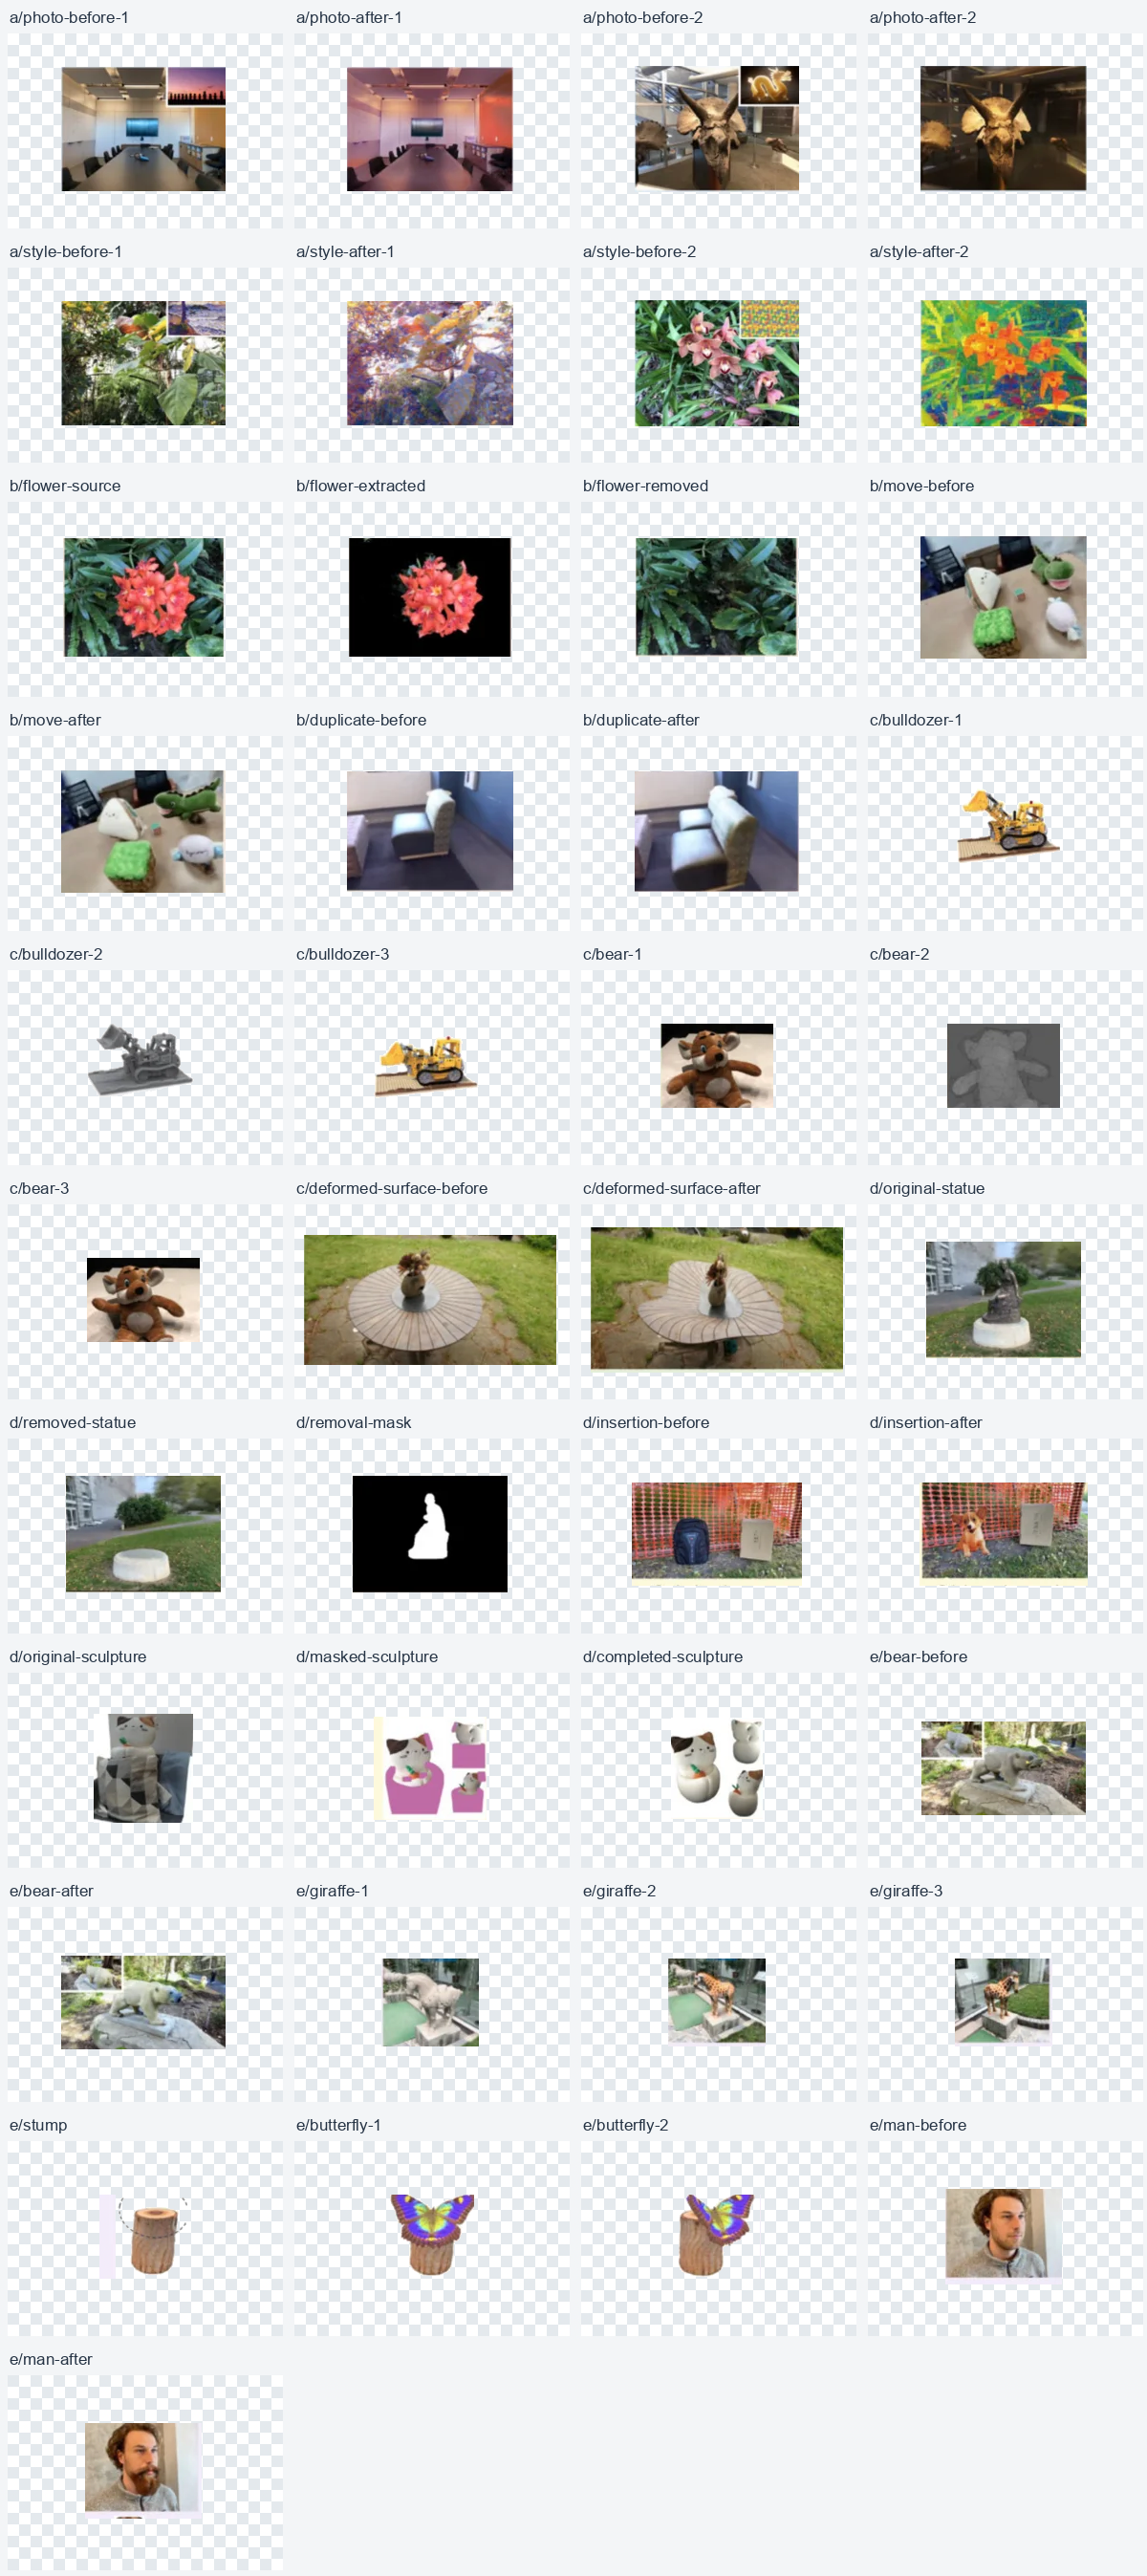 a/photo-before-1
a/photo-after-1
a/photo-before-2
a/photo-after-2
a/style-before-1
a/style-after-1
a/style-before-2
a/style-after-2
b/flower-source
b/flower-extracted
b/flower-removed
b/move-before
b/move-after
b/duplicate-before
b/duplicate-after
c/bulldozer-1
c/bulldozer-2
c/bulldozer-3
c/bear-1
c/bear-2
c/bear-3
c/deformed-surface-before
c/deformed-surface-after
d/original-statue
d/removed-statue
d/removal-mask
d/insertion-before
d/insertion-after
d/original-sculpture
d/masked-sculpture
d/completed-sculpture
e/bear-before
e/bear-after
e/giraffe-1
e/giraffe-2
e/giraffe-3
e/stump
e/butterfly-1
e/butterfly-2
e/man-before
e/man-after